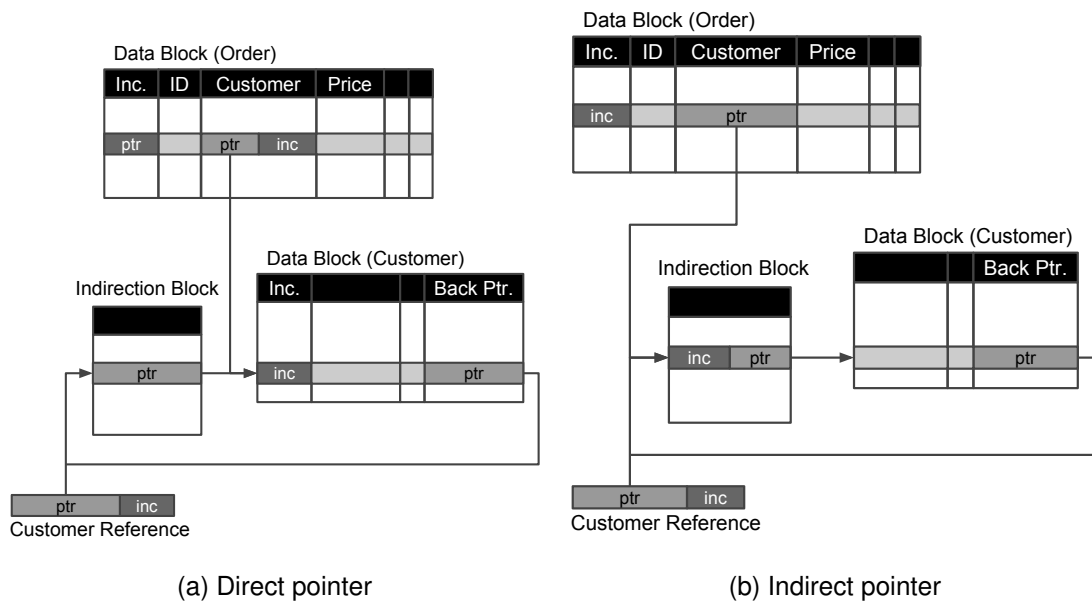 Data Block (Order)
Inc. ID Customer Price
ptr ptr inc
Data Block (Customer)
Indirection Block
Inc. Back Ptr.
ptr inc ptr
ptr inc
Customer Reference
(a) Direct pointer
Data Block (Order)
Inc. ID Customer Price
inc ptr
Data Block (Customer)
Indirection Block
Back Ptr.
inc ptr ptr
ptr inc
Customer Reference
(b) Indirect pointer